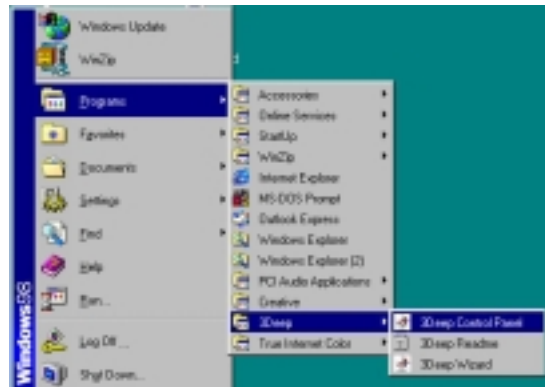 Windows Update
WinZip
Programs
Favorites
Documents
Settings
Find
Help
Run...
Log Off ...
Shut Down...
Windows98
Accessories
Online Services
StartUp
WinZip
Internet Explorer
MS-DOS Prompt
Outlook Express
Windows Explorer
Windows Explorer (2)
PCI Audio Applications
Creative
3Deep
True Internet Color
3Deep Control Panel
3Deep Readme
3Deep Wizard